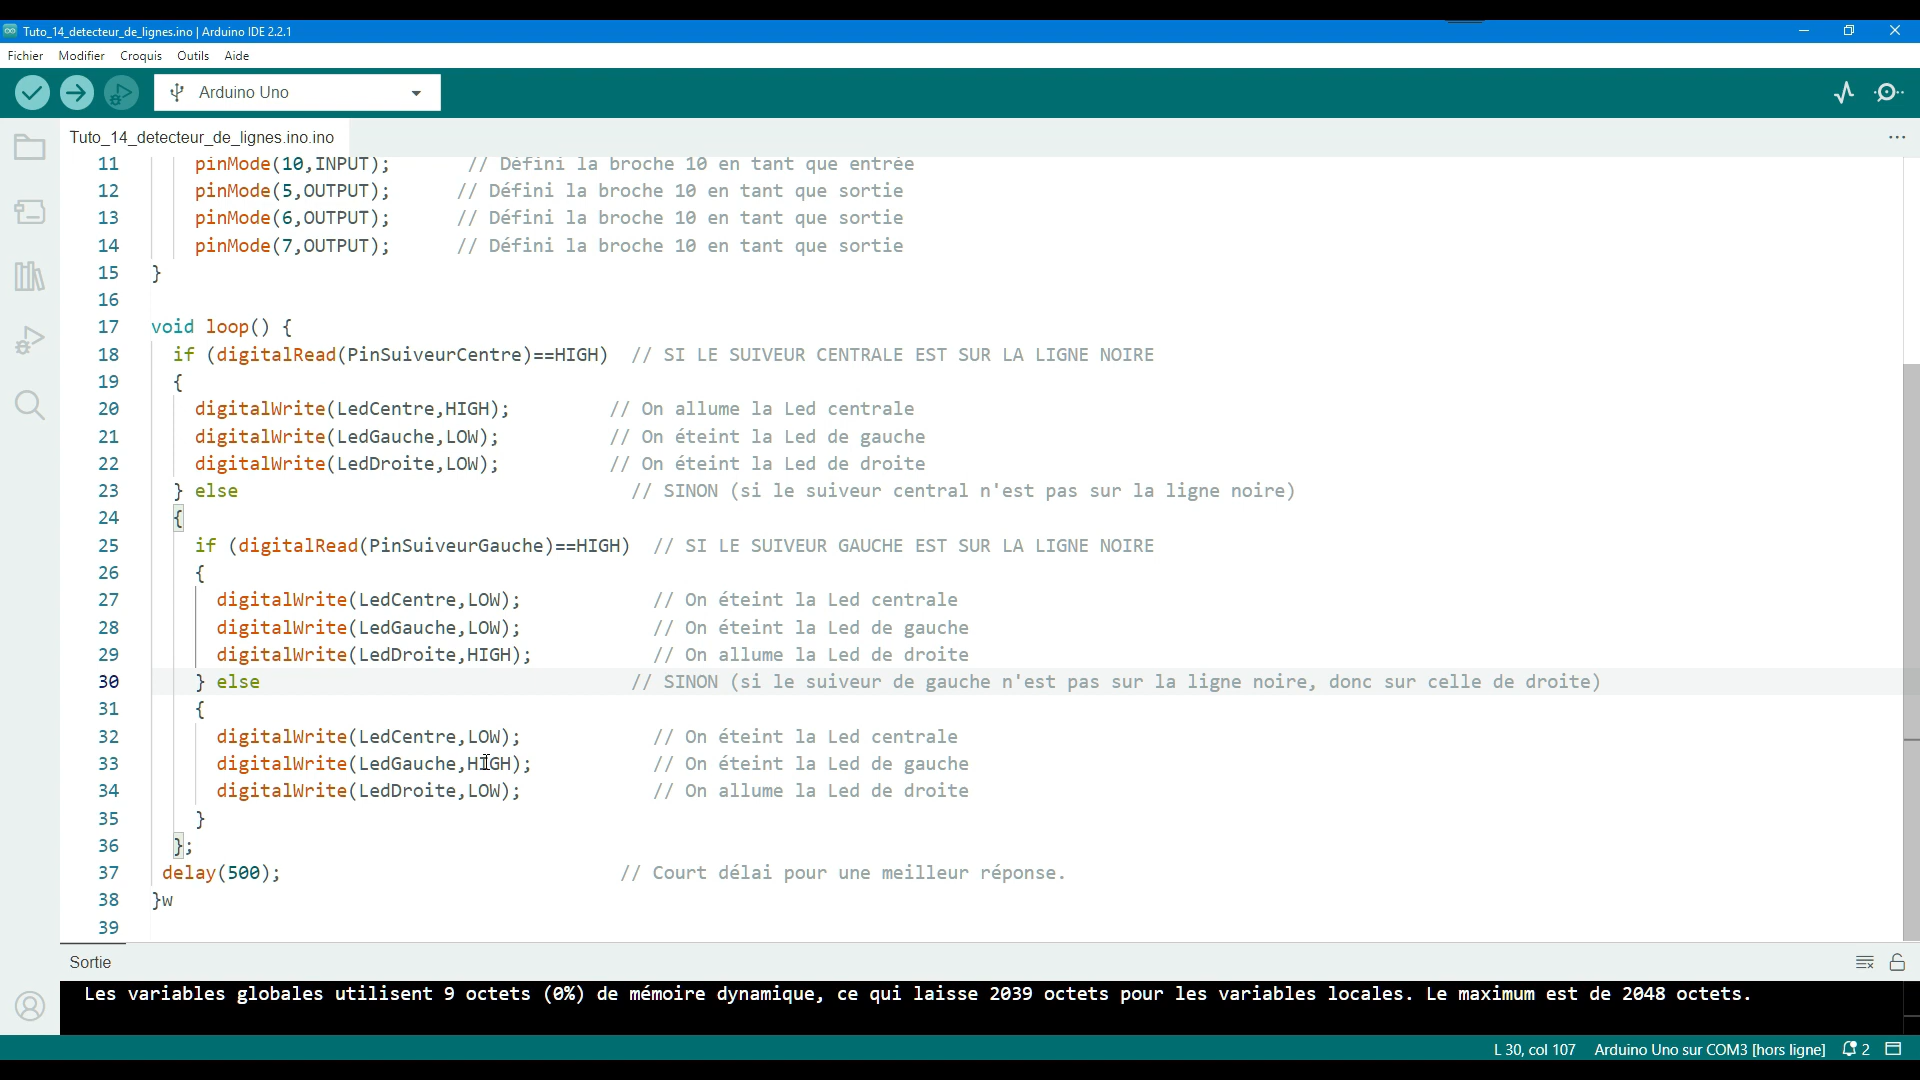 Tuto_14_detecteur_de_lignes.ino | Arduino IDE 2.2.1
Fichier Modifier Croquis Outils Aide
Arduino Uno
Tuto_14_detecteur_de_lignes.ino.ino
11 pinMode(10,INPUT); // Défini la broche 10 en tant que entrée
12 pinMode(5,OUTPUT); // Défini la broche 10 en tant que sortie
13 pinMode(6,OUTPUT); // Défini la broche 10 en tant que sortie
14 pinMode(7,OUTPUT); // Défini la broche 10 en tant que sortie
15 }
16
17 void loop() {
18 if (digitalRead(PinSuiveurCentre)==HIGH) // SI LE SUIVEUR CENTRALE EST SUR LA LIGNE NOIRE
19 {
20 digitalWrite(LedCentre,HIGH); // On allume la Led centrale
21 digitalWrite(LedGauche,LOW); // On éteint la Led de gauche
22 digitalWrite(LedDroite,LOW); // On éteint la Led de droite
23 } else // SINON (si le suiveur central n'est pas sur la ligne noire)
24 {
25 if (digitalRead(PinSuiveurGauche)==HIGH) // SI LE SUIVEUR GAUCHE EST SUR LA LIGNE NOIRE
26 {
27 digitalWrite(LedCentre,LOW); // On éteint la Led centrale
28 digitalWrite(LedGauche,LOW); // On éteint la Led de gauche
29 digitalWrite(LedDroite,HIGH); // On allume la Led de droite
30 } else // SINON (si le suiveur de gauche n'est pas sur la ligne noire, donc sur celle de droite)
31 {
32 digitalWrite(LedCentre,LOW); // On éteint la Led centrale
33 digitalWrite(LedGauche,HIGH); // On éteint la Led de gauche
34 digitalWrite(LedDroite,LOW); // On allume la Led de droite
35 }
36 };
37 delay(500); // Court délai pour une meilleur réponse.
38 }w
39
Sortie
Les variables globales utilisent 9 octets (0%) de mémoire dynamique, ce qui laisse 2039 octets pour les variables locales. Le maximum est de 2048 octets.
L 30, col 107 Arduino Uno sur COM3 [hors ligne] 2